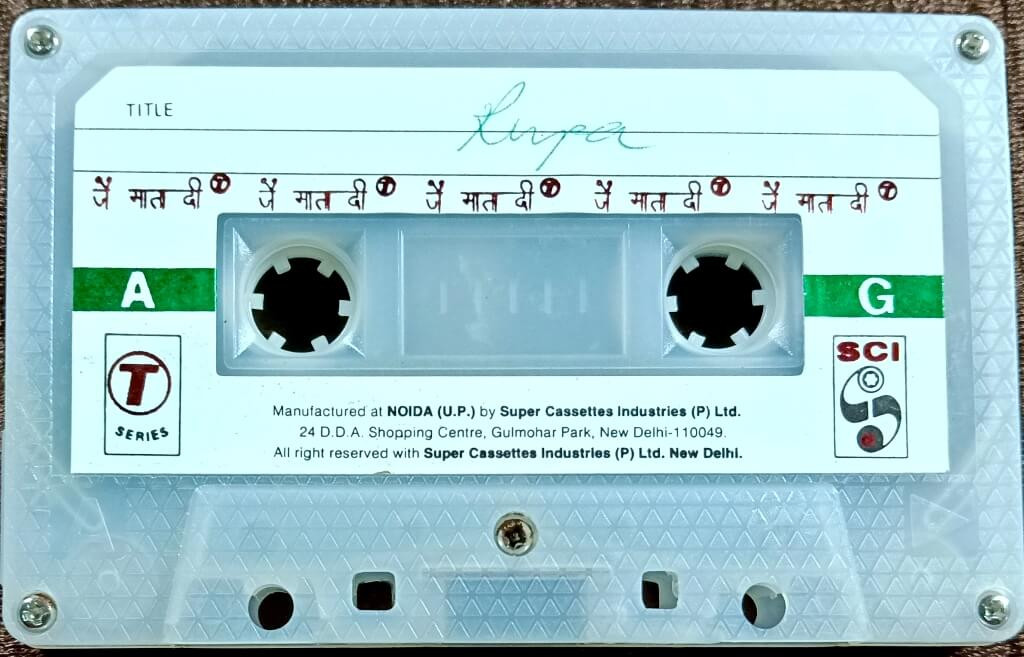 TITLE Rupa
जै माता दी T जै माता दी T जै माता दी T जै माता दी T जै माता दी T
A G
T SERIES
SCI
Manufactured at NOIDA (U.P.) by Super Cassettes Industries (P) Ltd.
24 D.D.A. Shopping Centre, Gulmohar Park, New Delhi-110049.
All right reserved with Super Cassettes Industries (P) Ltd. New Delhi.